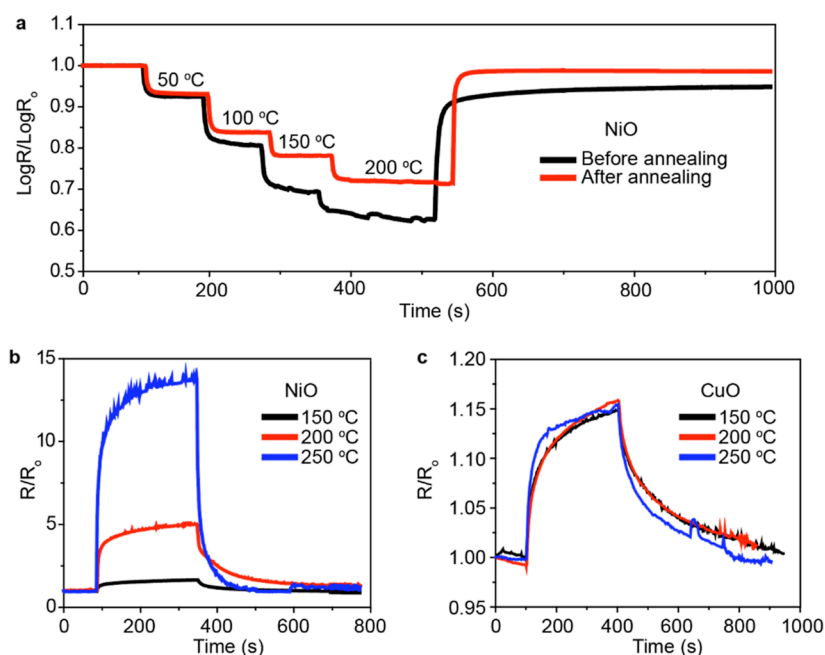 a
1.1
1.0
0.9
0.8
0.7
0.6
0.5
LogR/LogRo
50 ºC
100 ºC
150 ºC
200 ºC
NiO
Before annealing
After annealing
0 200 400 600 800 1000
Time (s)
b
15
10
5
0
R/Ro
NiO
150 ºC
200 ºC
250 ºC
0 200 400 600 800
Time (s)
c
1.20
1.15
1.10
1.05
1.00
0.95
R/Ro
CuO
150 ºC
200 ºC
250 ºC
0 200 400 600 800 1000
Time (s)